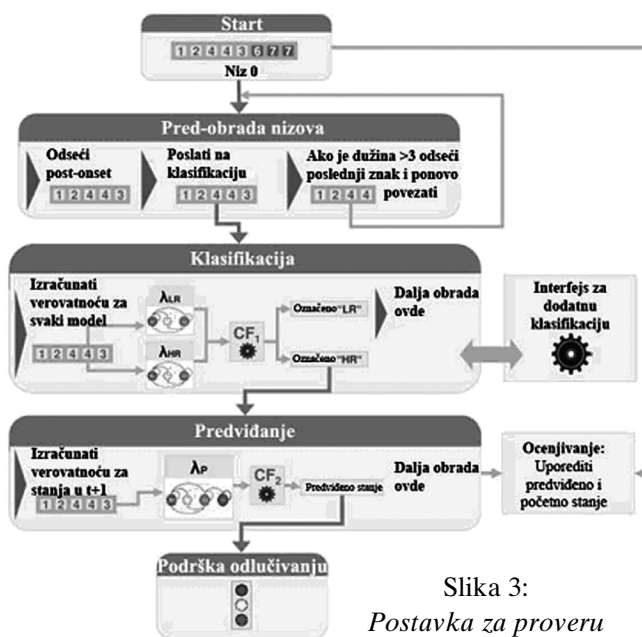 Start
1 2 4 4 3 6 7 7
Niz 0
Pred-obrada nizova
Odseći
post-onset
1 2 4 4 3
Poslati na
klasifikaciju
1 2 4 4 3
Ako je dužina >3 odseći
poslednji znak i ponovo
povezati
1 2 4 4
Klasifikacija
Izračunati
verovatnoću za
svaki model
1 2 4 4 3
λLR
λHR
CF1
Označeno "LR"
Označeno "HR"
Dalja obrada
ovde
Interfejs za
dodatnu
klasifikaciju
Predviđanje
Izračunati
verovatnoću za
stanja u t+1
1 2 4 4 3
λP
CF2
Predviđeno stanje
Dalja obrada
ovde
Ocenjivanje:
Uporediti
predviđeno i
početno stanje
Podrška odlučivanju
Slika 3:
Postavka za proveru